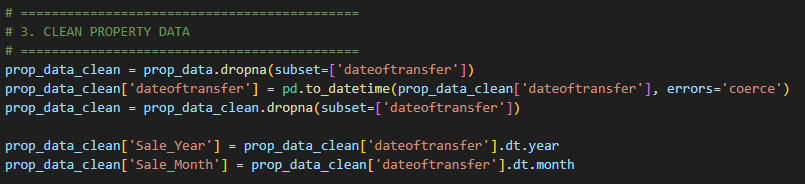 # ============================================
# 3. CLEAN PROPERTY DATA
# ============================================
prop_data_clean = prop_data.dropna(subset=['dateoftransfer'])
prop_data_clean['dateoftransfer'] = pd.to_datetime(prop_data_clean['dateoftransfer'], errors='coerce')
prop_data_clean = prop_data_clean.dropna(subset=['dateoftransfer'])
prop_data_clean['Sale_Year'] = prop_data_clean['dateoftransfer'].dt.year
prop_data_clean['Sale_Month'] = prop_data_clean['dateoftransfer'].dt.month